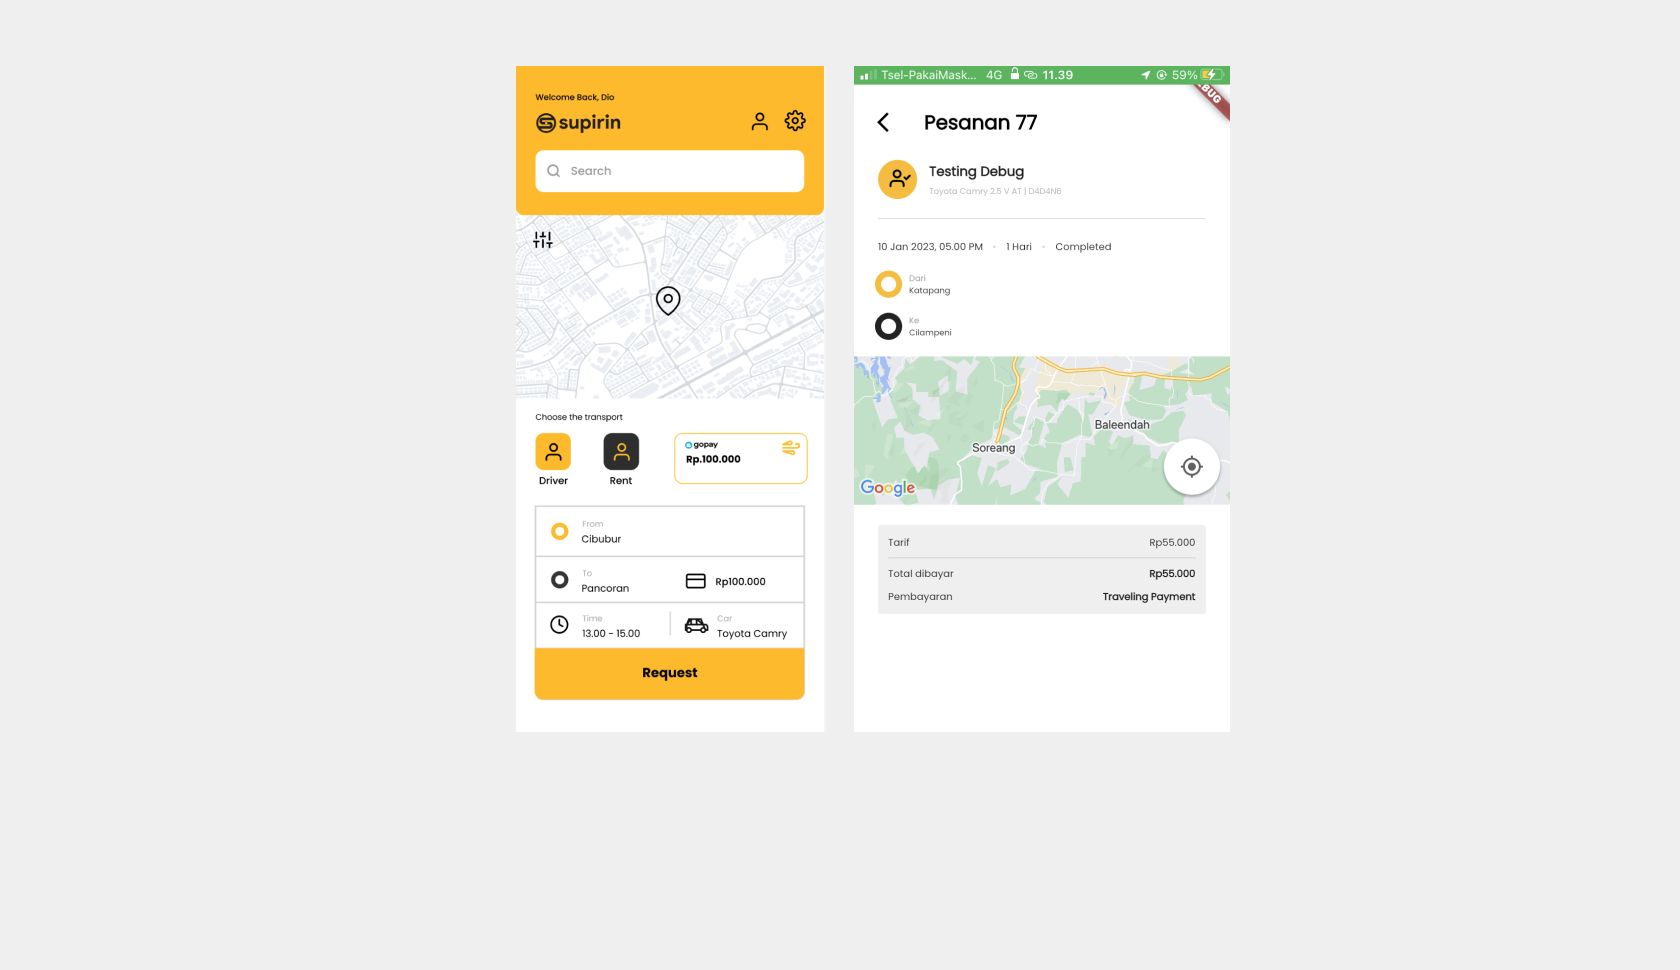 Welcome Back, Dio
supirin
Search
Choose the transport
Driver
Rent
gopay
Rp.100.000
From
Cibubur
To
Pancoran
Rp100.000
Time
13.00 - 15.00
Car
Toyota Camry
Request
Tsel-PakaiMask... 4G 11.39 59%
BUG
Pesanan 77
Testing Debug
Toyota Camry 2.5 V AT | D4D4N6
10 Jan 2023, 05.00 PM • 1 Hari • Completed
Dari
Katapang
Ke
Cilampeni
Baleendah
Soreang
Google
Tarif Rp55.000
Total dibayar Rp55.000
Pembayaran Traveling Payment